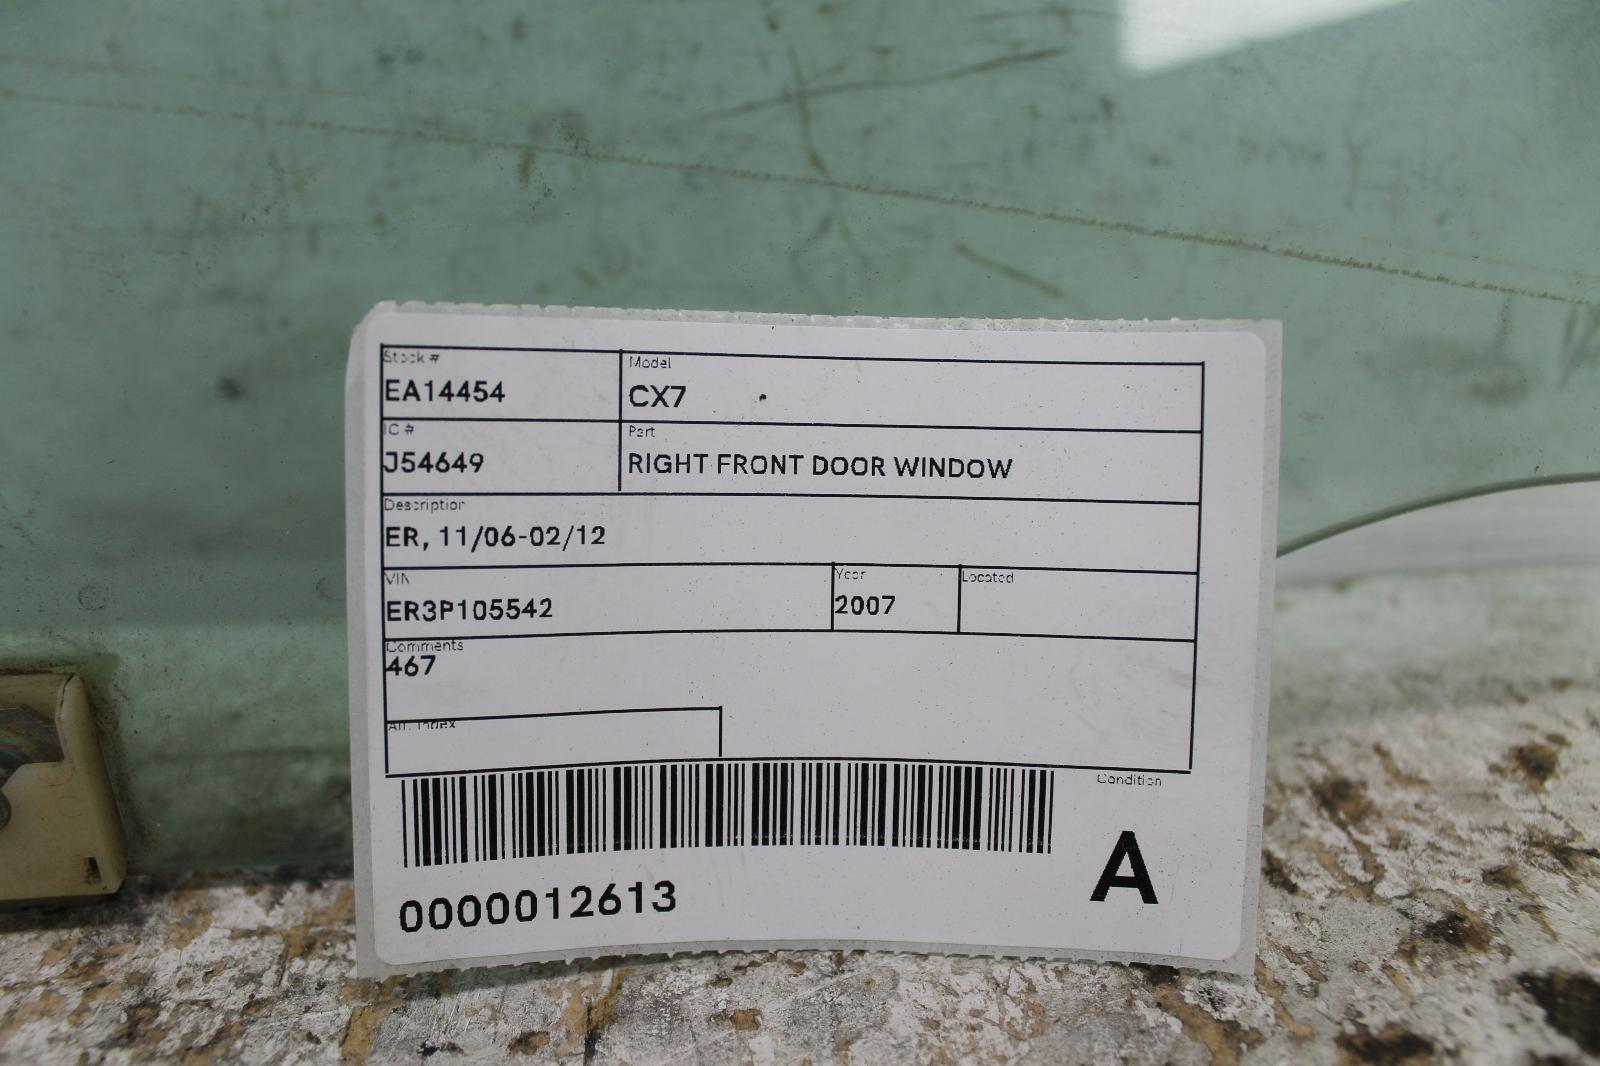 Stock #
EA14454
Model
CX7
IC #
J54649
Part
RIGHT FRONT DOOR WINDOW
Description
ER, 11/06-02/12
VIN
ER3P105542
Year
2007
Located
Comments
467
Alt. Index
0000012613
Condition
A